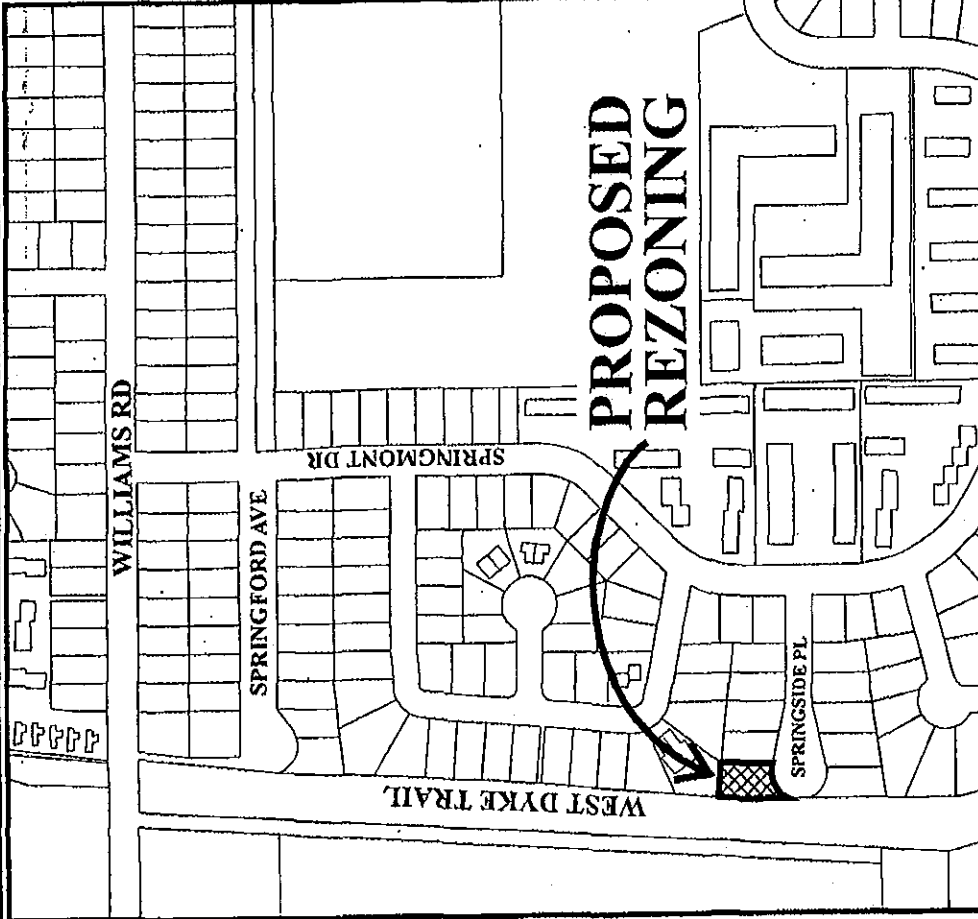 WILLIAMS RD
SPRINGFORD AVE
SPRINGMONT DR
PROPOSED
REZONING
SPRINGSIDE PL
WEST DYKE TRAIL